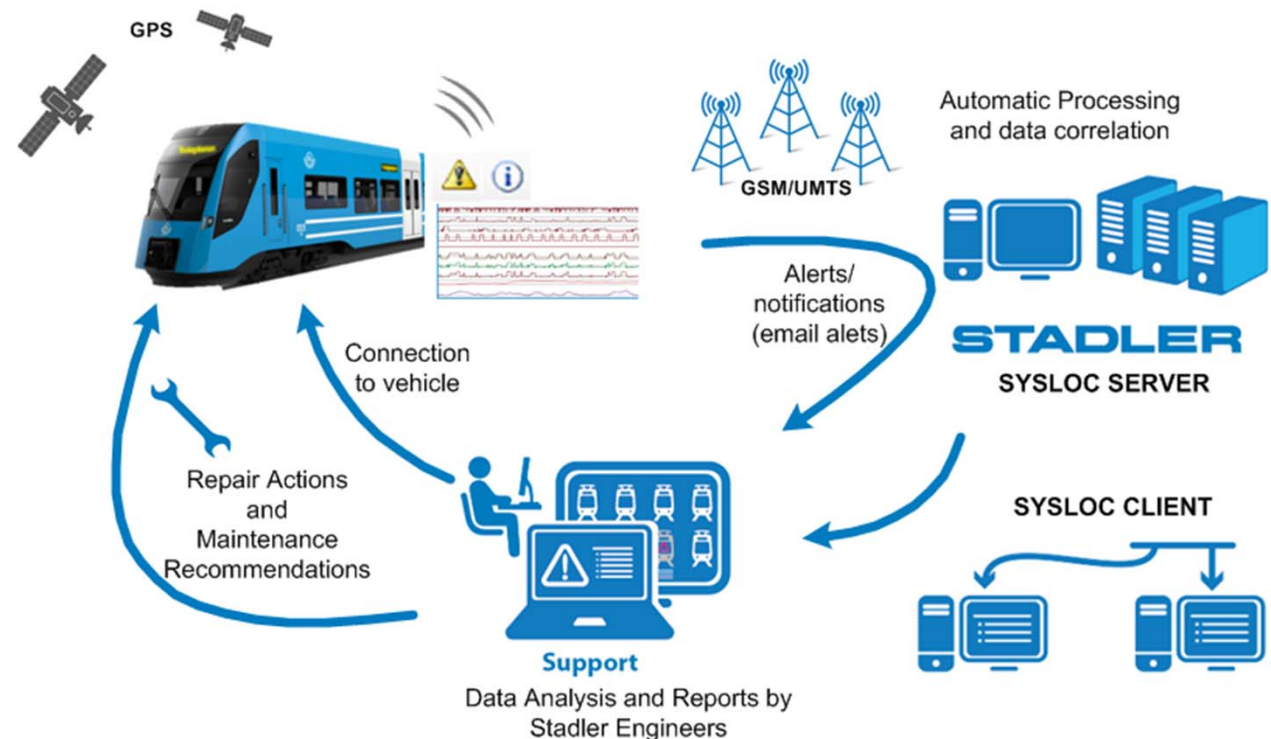 GPS
GSM/UMTS
Automatic Processing
and data correlation
Alerts/
notifications
(email alets)
STADLER
SYSLOC SERVER
Connection
to vehicle
Repair Actions
and
Maintenance
Recommendations
SYSLOC CLIENT
Support
Data Analysis and Reports by
Stadler Engineers